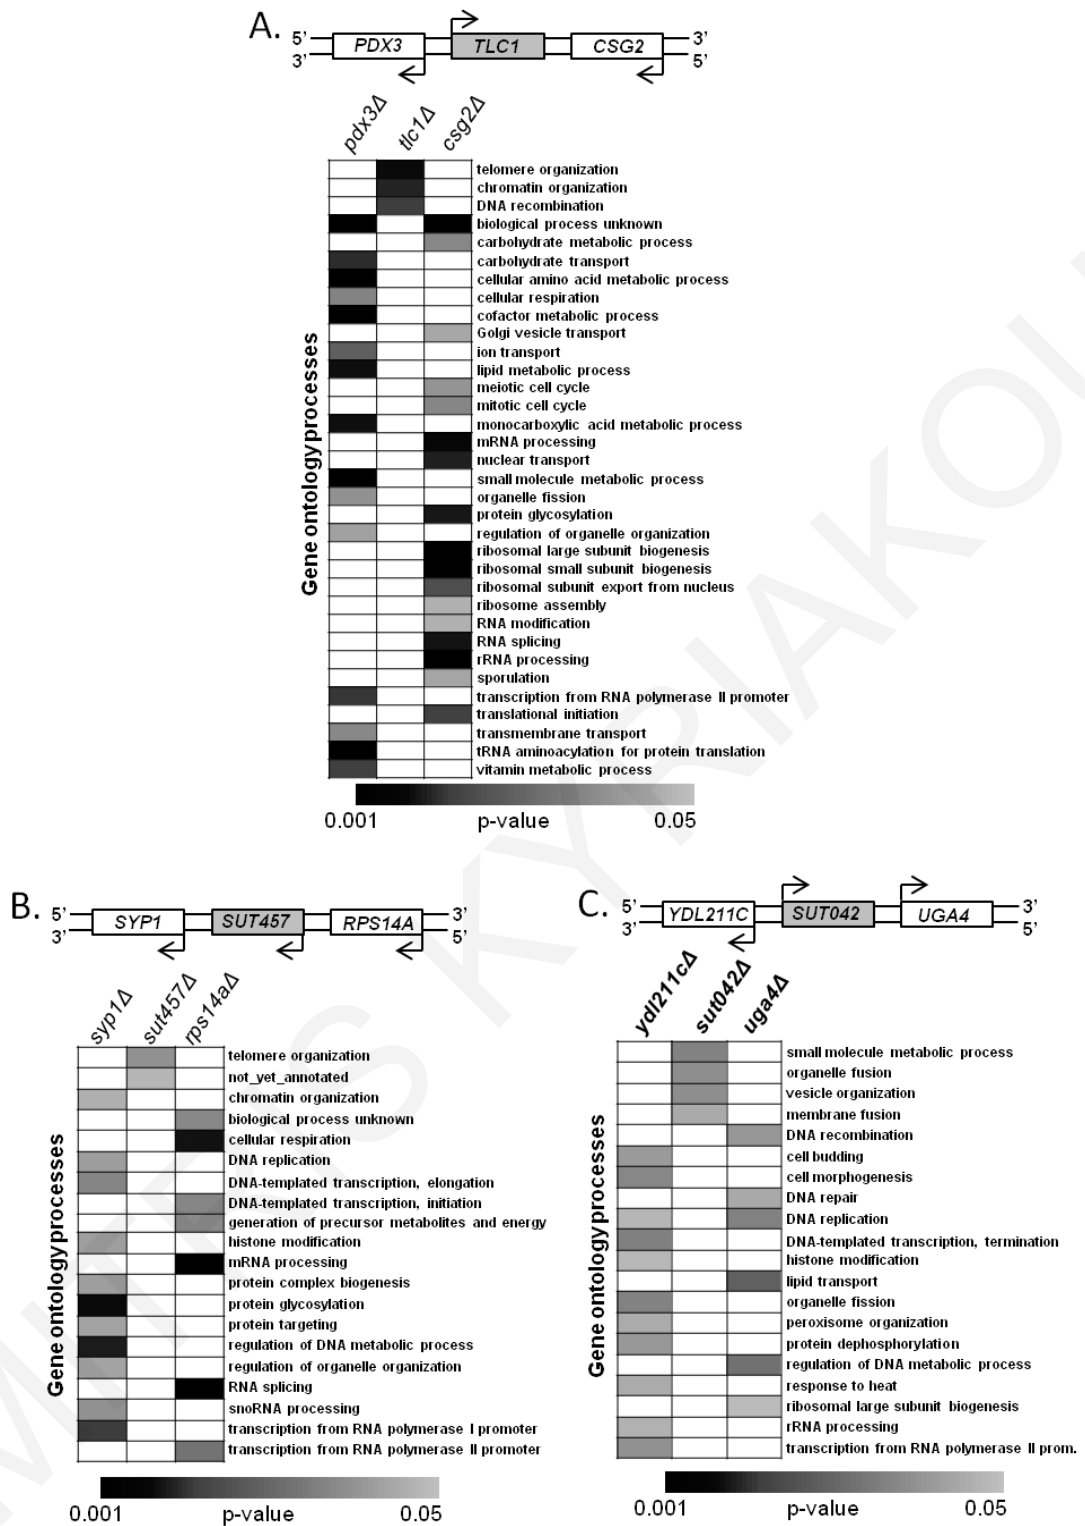 A.
5' PDX3 TLC1 CSG2 3'
3' 5'
pdx3Δ tlc1Δ csg2Δ
Gene ontology processes
telomere organization
chromatin organization
DNA recombination
biological process unknown
carbohydrate metabolic process
carbohydrate transport
cellular amino acid metabolic process
cellular respiration
cofactor metabolic process
Golgi vesicle transport
ion transport
lipid metabolic process
meiotic cell cycle
mitotic cell cycle
monocarboxylic acid metabolic process
mRNA processing
nuclear transport
small molecule metabolic process
organelle fission
protein glycosylation
regulation of organelle organization
ribosomal large subunit biogenesis
ribosomal small subunit biogenesis
ribosomal subunit export from nucleus
ribosome assembly
RNA modification
RNA splicing
rRNA processing
sporulation
transcription from RNA polymerase II promoter
translational initiation
transmembrane transport
tRNA aminoacylation for protein translation
vitamin metabolic process
0.001 p-value 0.05
B.
5' SYP1 SUT457 RPS14A 3'
3' 5'
syp1Δ sut457Δ rps14aΔ
Gene ontology processes
telomere organization
not_yet_annotated
chromatin organization
biological process unknown
cellular respiration
DNA replication
DNA-templated transcription, elongation
DNA-templated transcription, initiation
generation of precursor metabolites and energy
histone modification
mRNA processing
protein complex biogenesis
protein glycosylation
protein targeting
regulation of DNA metabolic process
regulation of organelle organization
RNA splicing
snoRNA processing
transcription from RNA polymerase I promoter
transcription from RNA polymerase II promoter
0.001 p-value 0.05
C.
5' YDL211C SUT042 UGA4 3'
3' 5'
ydl211cΔ sut042Δ uga4Δ
Gene ontology processes
small molecule metabolic process
organelle fusion
vesicle organization
membrane fusion
DNA recombination
cell budding
cell morphogenesis
DNA repair
DNA replication
DNA-templated transcription, termination
histone modification
lipid transport
organelle fission
peroxisome organization
protein dephosphorylation
regulation of DNA metabolic process
response to heat
ribosomal large subunit biogenesis
rRNA processing
transcription from RNA polymerase II prom.
0.001 p-value 0.05
MITRIS KYRIAKOU